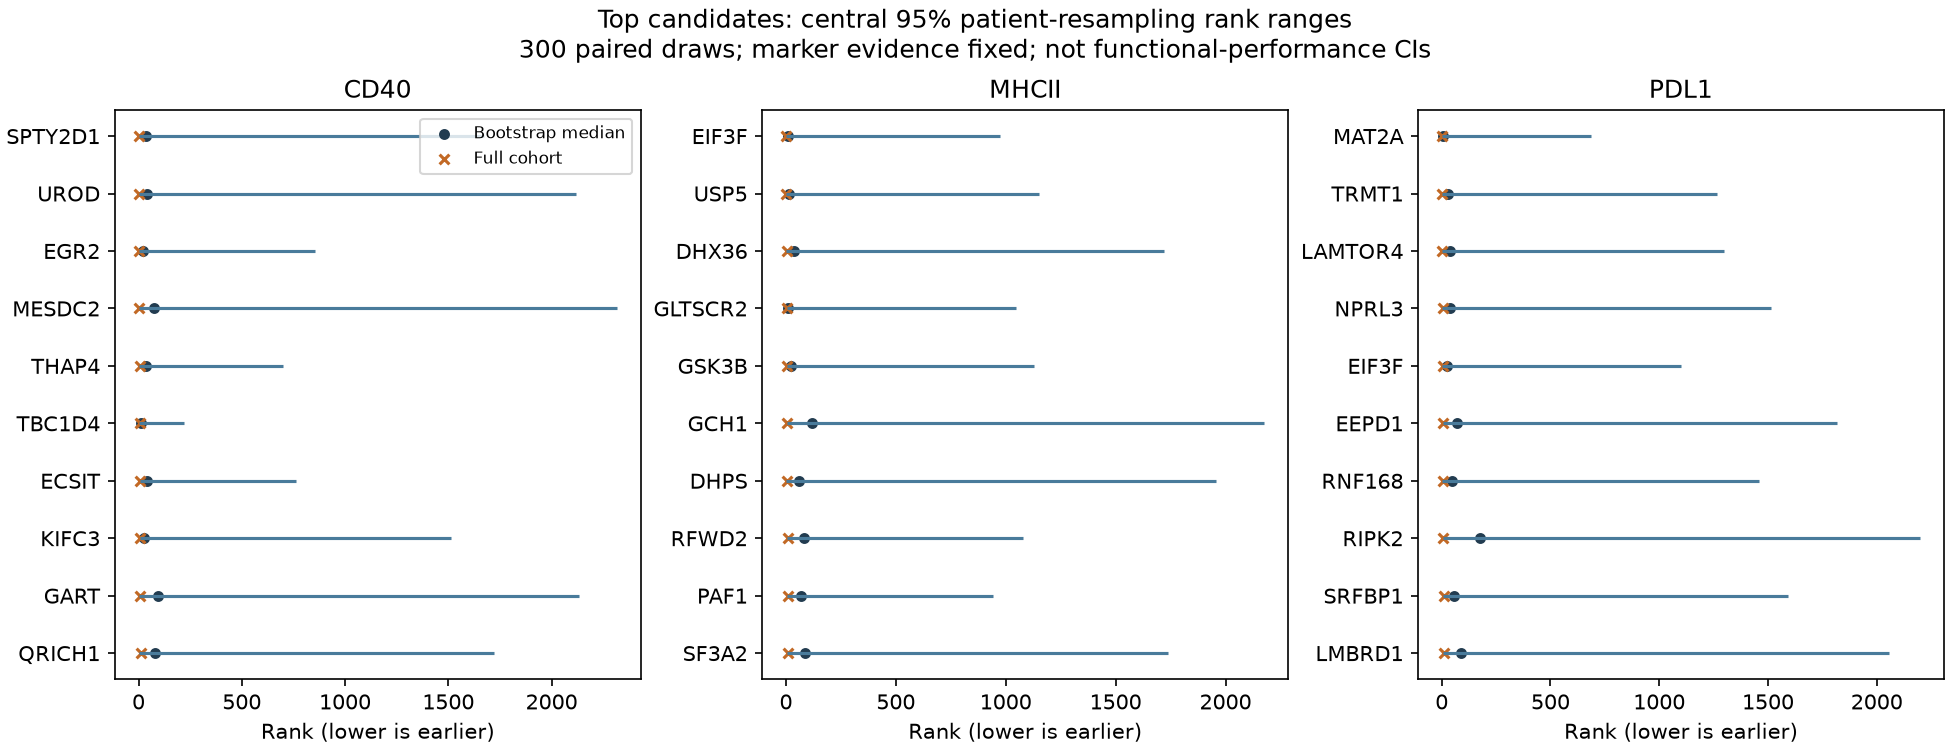 Top candidates: central 95% patient-resampling rank ranges
300 paired draws; marker evidence fixed; not functional-performance CIs
CD40
SPTY2D1
UROD
EGR2
MESDC2
THAP4
TBC1D4
ECSIT
KIFC3
GART
QRICH1
Bootstrap median
Full cohort
0 500 1000 1500 2000
Rank (lower is earlier)
MHCII
EIF3F
USP5
DHX36
GLTSCR2
GSK3B
GCH1
DHPS
RFWD2
PAF1
SF3A2
0 500 1000 1500 2000
Rank (lower is earlier)
PDL1
MAT2A
TRMT1
LAMTOR4
NPRL3
EIF3F
EEPD1
RNF168
RIPK2
SRFBP1
LMBRD1
0 500 1000 1500 2000
Rank (lower is earlier)